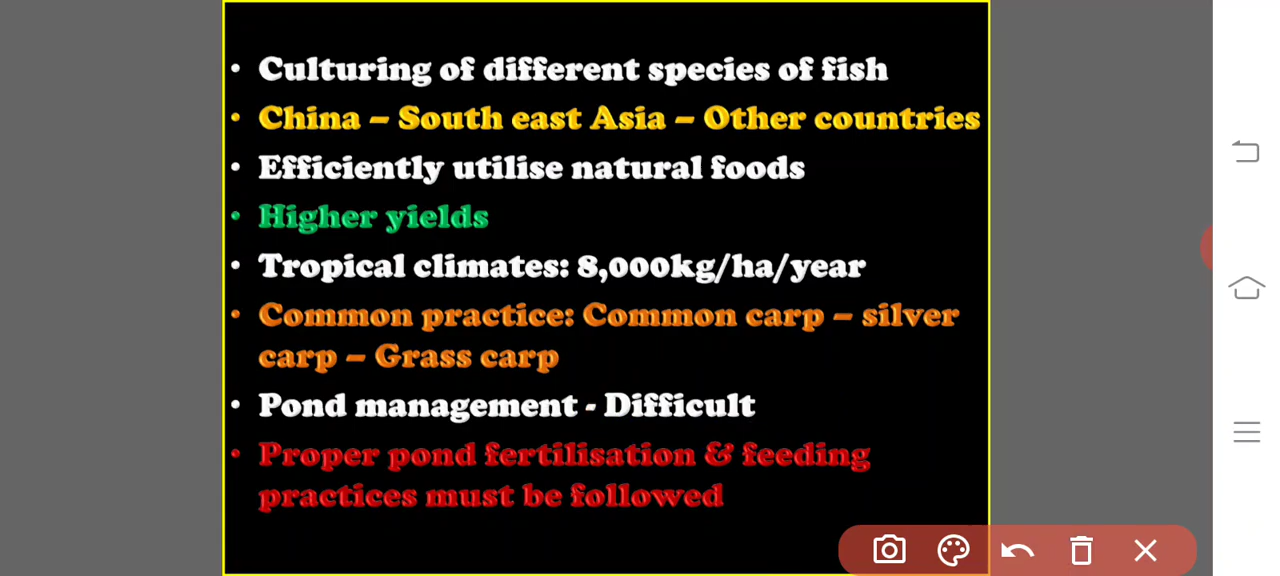 • Culturing of different species of fish
• China – South east Asia – Other countries
• Efficiently utilise natural foods
• Higher yields
• Tropical climates: 8,000kg/ha/year
• Common practice: Common carp – silver
carp – Grass carp
• Pond management - Difficult
• Proper pond fertilisation & feeding
practices must be followed